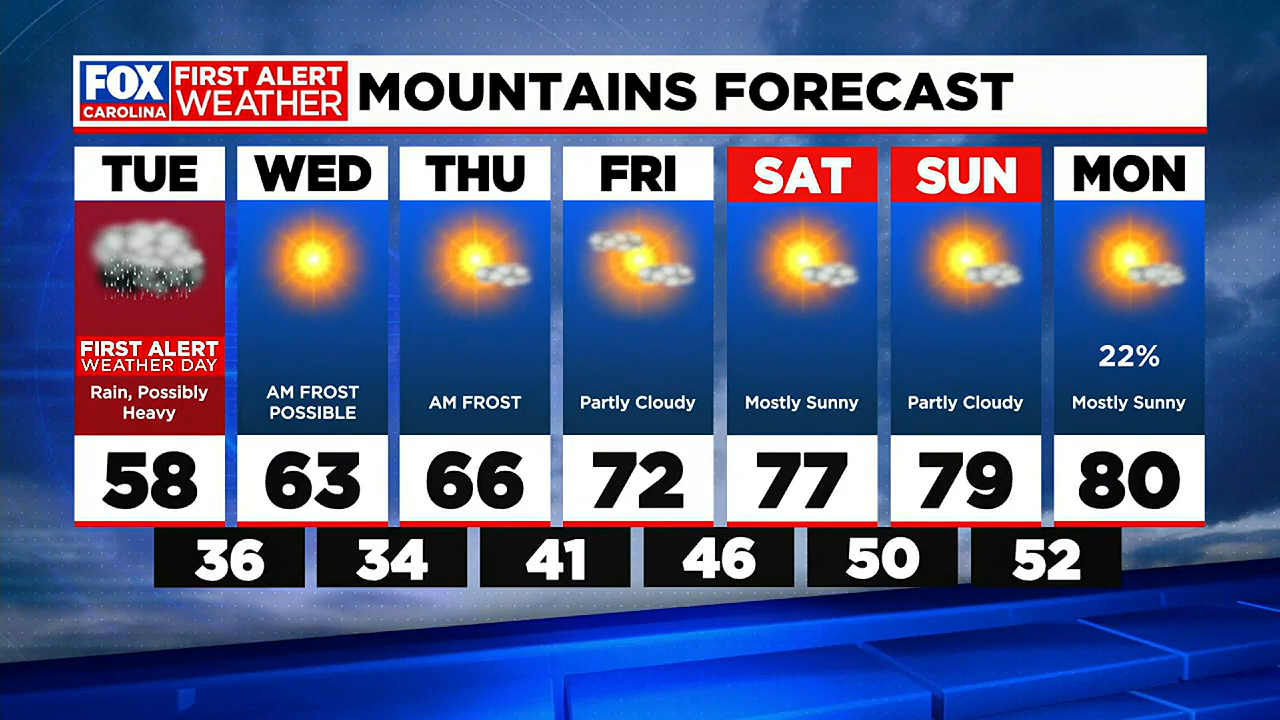 FOX
CAROLINA
FIRST ALERT
WEATHER
MOUNTAINS FORECAST
TUE
WED
THU
FRI
SAT
SUN
MON
FIRST ALERT
WEATHER DAY
Rain, Possibly
Heavy
AM FROST
POSSIBLE
AM FROST
Partly Cloudy
Mostly Sunny
Partly Cloudy
22%
Mostly Sunny
58
63
66
72
77
79
80
36
34
41
46
50
52